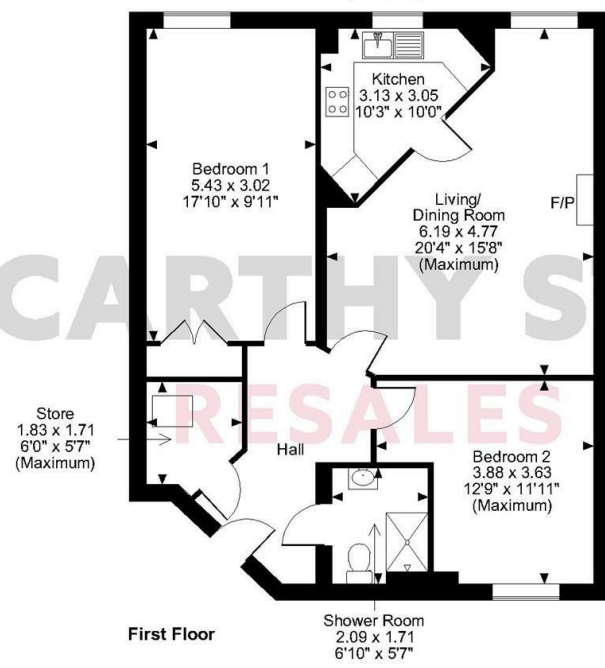 Kitchen
3.13 x 3.05
10'3" x 10'0"
Bedroom 1
5.43 x 3.02
17'10" x 9'11"
Living/
Dining Room
6.19 x 4.77
20'4" x 15'8"
(Maximum)
F/P
CARTHY S
RESALES
Store
1.83 x 1.71
6'0" x 5'7"
(Maximum)
Hall
Bedroom 2
3.88 x 3.63
12'9" x 11'11"
(Maximum)
First Floor
Shower Room
2.09 x 1.71
6'10" x 5'7"